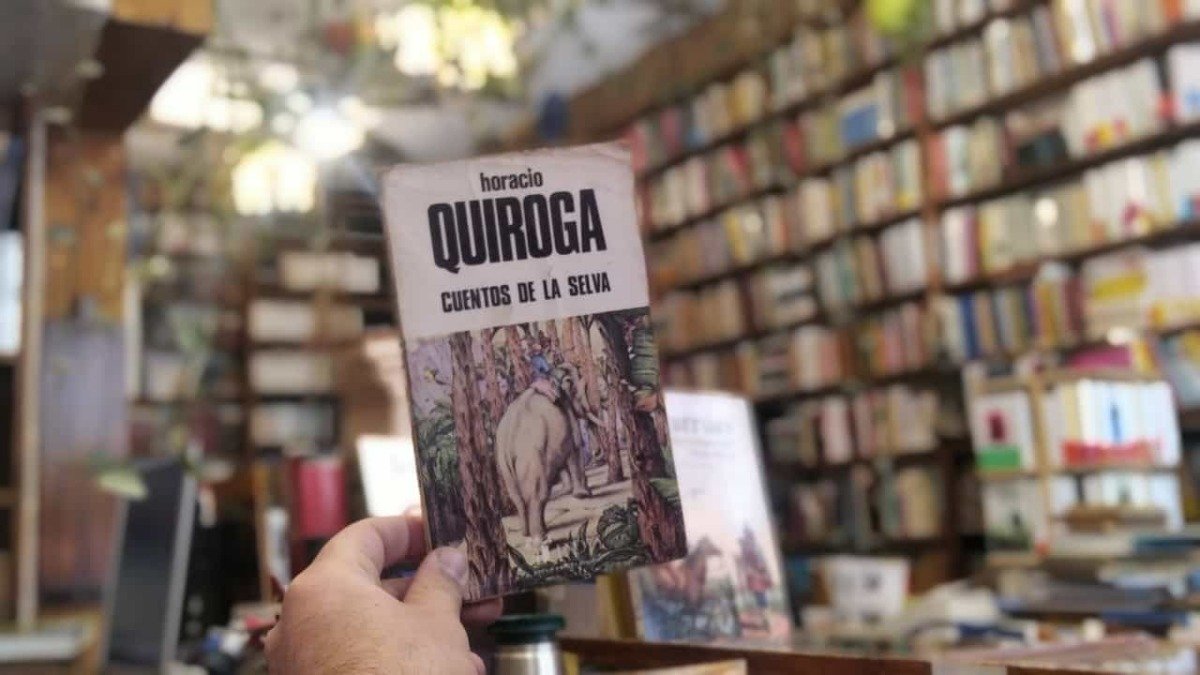 horacio
QUIROGA
CUENTOS DE LA SELVA